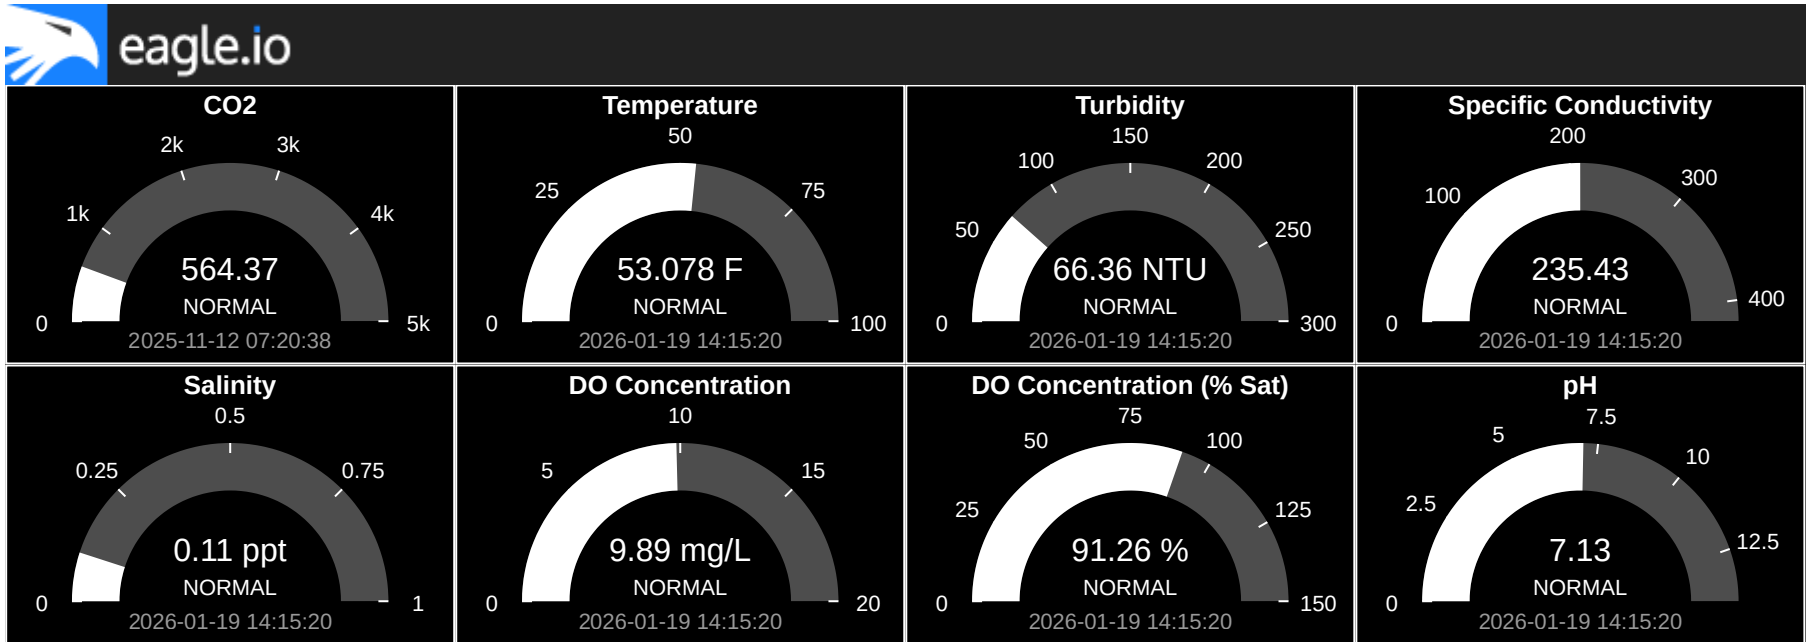 eagle.io
CO2
2k
3k
1k
4k
0
5k
564.37
NORMAL
2025-11-12 07:20:38
Temperature
50
25
75
0
100
53.078 F
NORMAL
2026-01-19 14:15:20
Turbidity
150
100
200
50
250
0
300
66.36 NTU
NORMAL
2026-01-19 14:15:20
Specific Conductivity
200
100
300
0
400
235.43
NORMAL
2026-01-19 14:15:20
Salinity
0.5
0.25
0.75
0
1
0.11 ppt
NORMAL
2026-01-19 14:15:20
DO Concentration
10
5
15
0
20
9.89 mg/L
NORMAL
2026-01-19 14:15:20
DO Concentration (% Sat)
75
50
100
25
125
0
150
91.26 %
NORMAL
2026-01-19 14:15:20
pH
7.5
5
10
2.5
12.5
0
7.13
NORMAL
2026-01-19 14:15:20